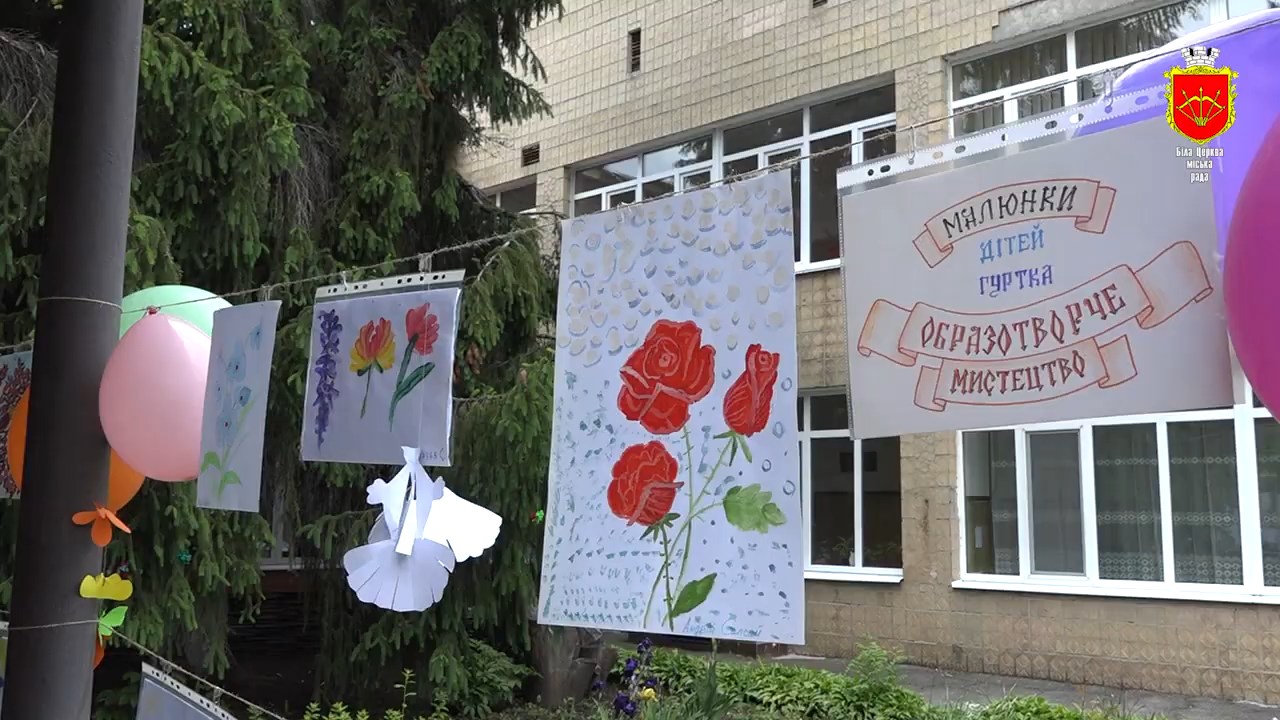 Біла Церква
міська
рада
МАЛЮНКИ
ДІТЕЙ
ГУРТКА
ОБРАЗОТВОРЧЕ
МИСТЕЦТВО